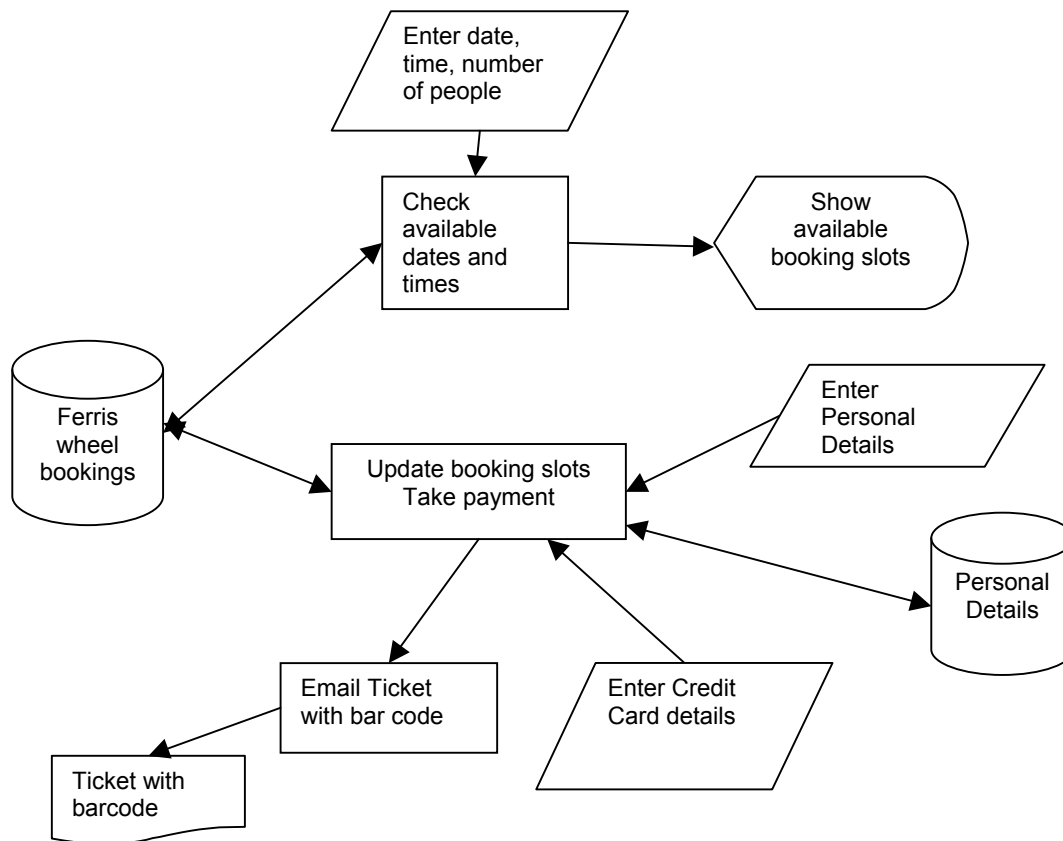 Enter date,
time, number
of people
Check
available
dates and
times
Show
available
booking slots
Ferris
wheel
bookings
Enter
Personal
Details
Update booking slots
Take payment
Personal
Details
Email Ticket
with bar code
Enter Credit
Card details
Ticket with
barcode